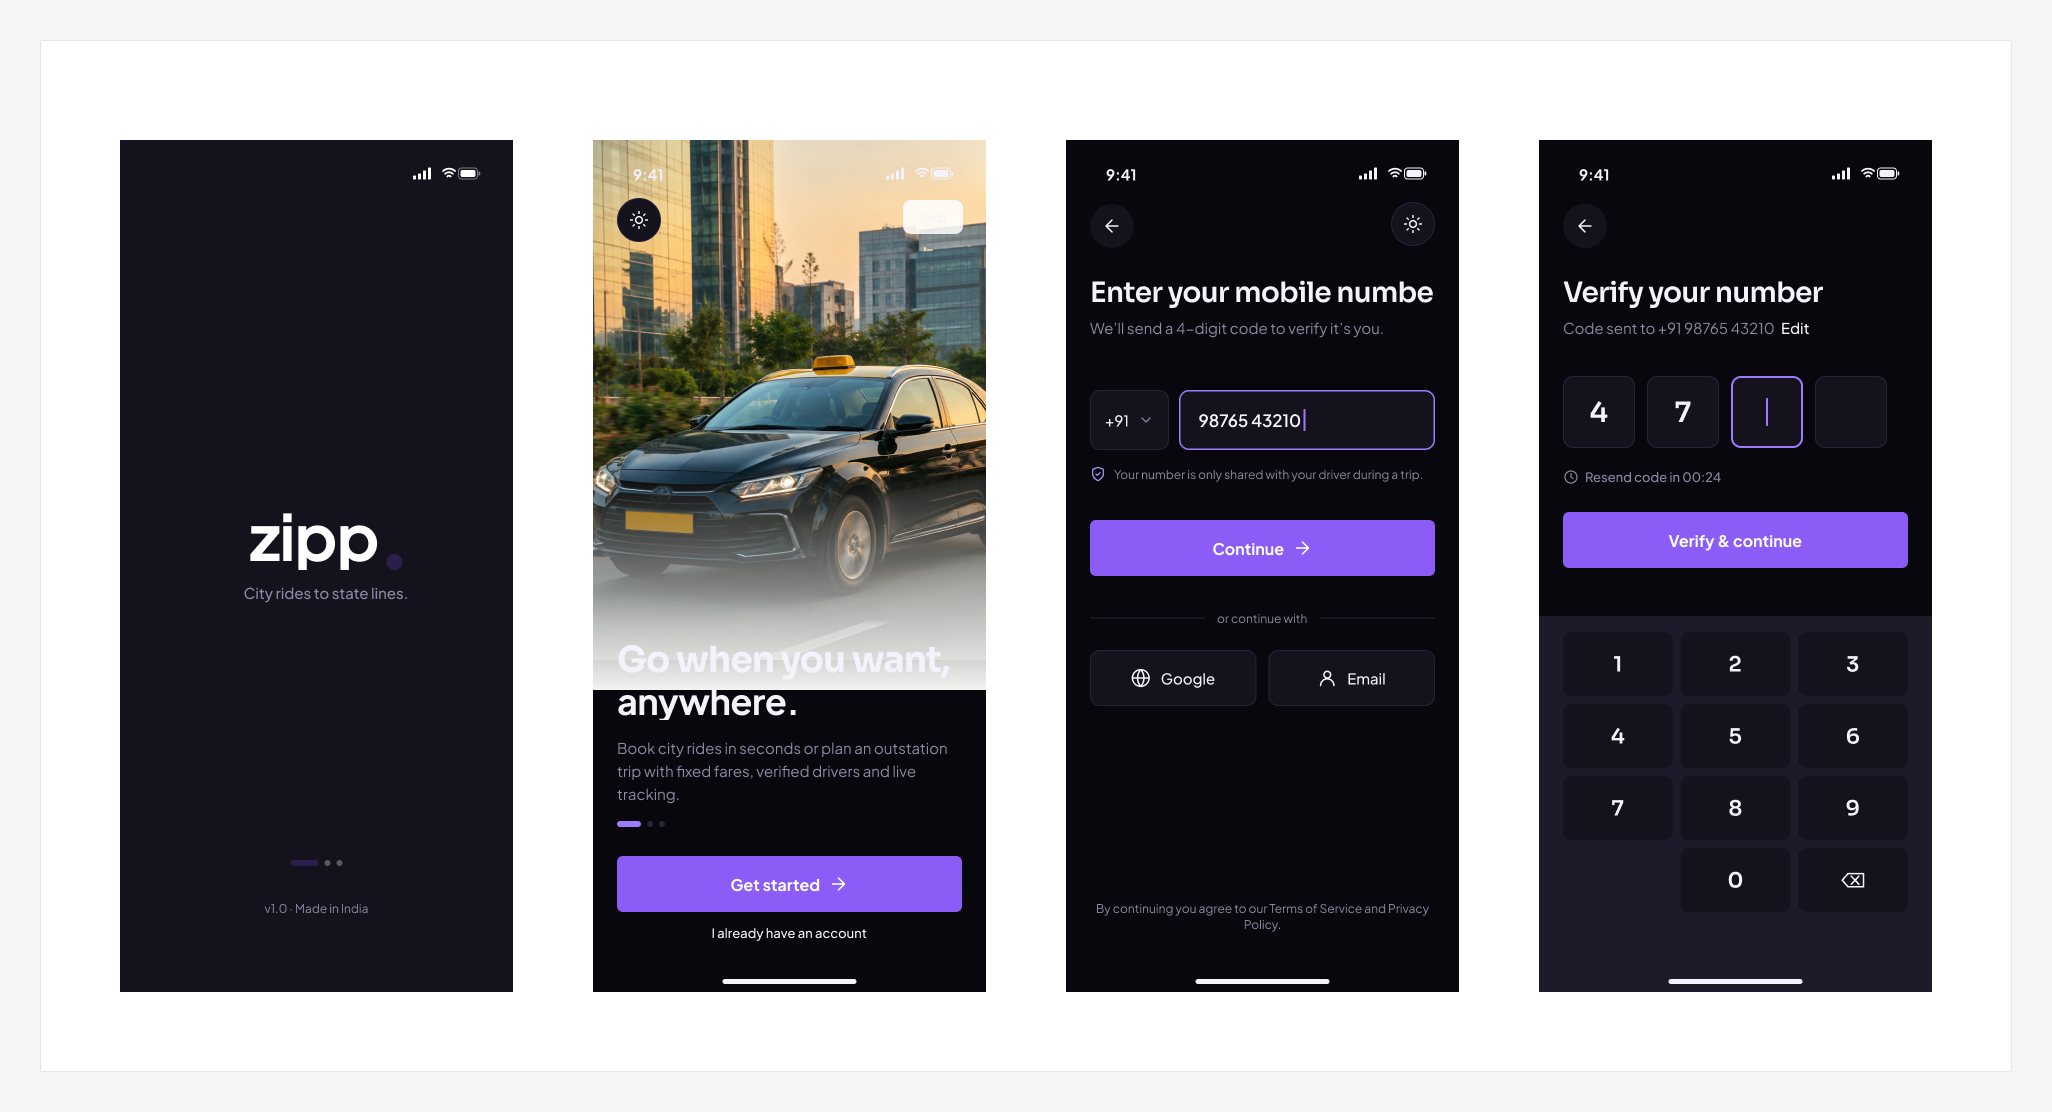 zipp.
City rides to state lines.
v1.0 · Made in India
9:41
Skip
Go when you want,
anywhere.
Book city rides in seconds or plan an outstation
trip with fixed fares, verified drivers and live
tracking.
Get started
I already have an account
9:41
Enter your mobile numbe
We'll send a 4-digit code to verify it's you.
+91
98765 43210
Your number is only shared with your driver during a trip.
Continue
or continue with
Google
Email
By continuing you agree to our Terms of Service and Privacy
Policy.
9:41
Verify your number
Code sent to +91 98765 43210 Edit
4 7
Resend code in 00:24
Verify & continue
1 2 3
4 5 6
7 8 9
0